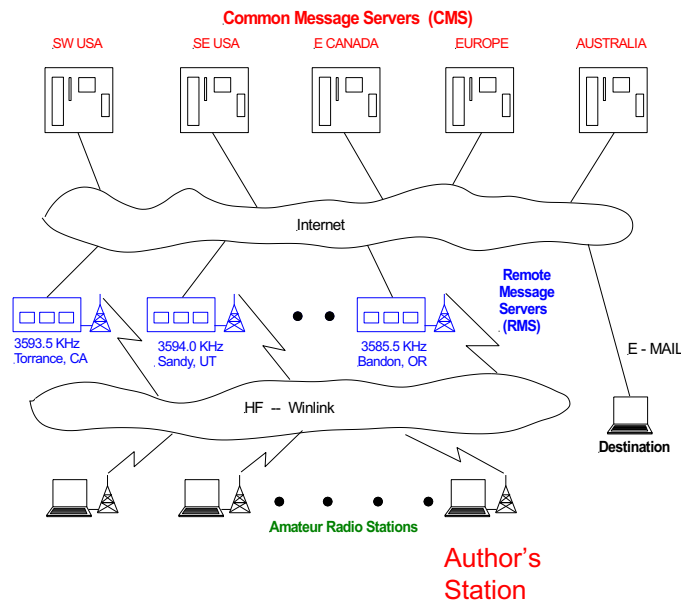 Common Message Servers (CMS)
SW USA
SE USA
E CANADA
EUROPE
AUSTRALIA
Internet
Remote
Message
Servers
(RMS)
3593.5 KHz
Torrance, CA
3594.0 KHz
Sandy, UT
3585.5 KHz
Bandon, OR
E - MAIL
HF -- Winlink
Destination
Amateur Radio Stations
Author's
Station